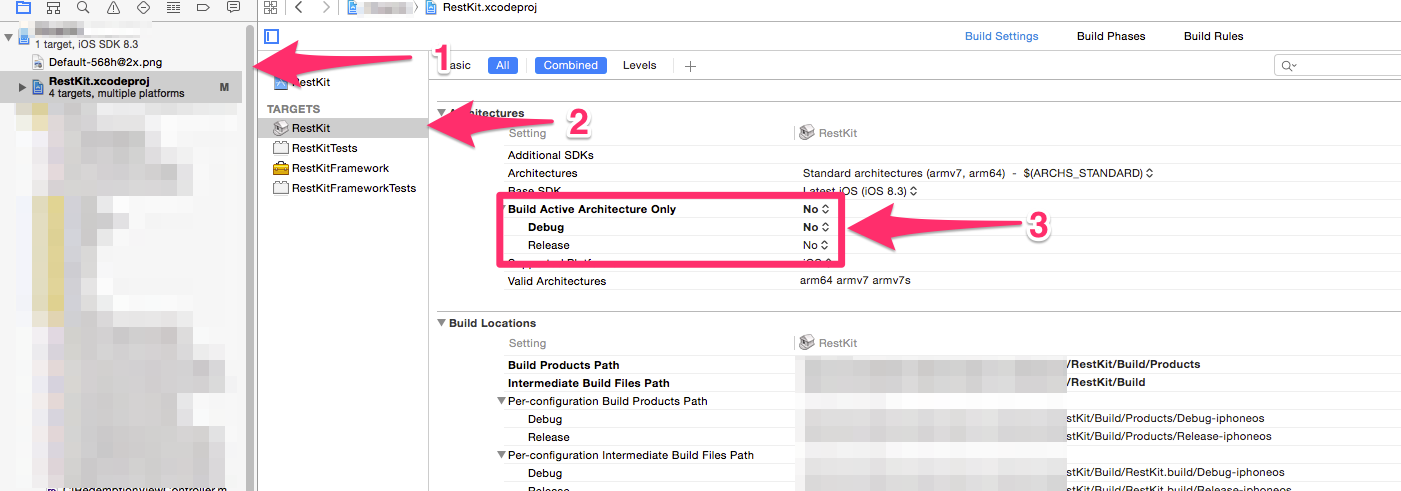 RestKit.xcodeproj
1 target, iOS SDK 8.3
Default-568h@2x.png
RestKit.xcodeproj
M
4 targets, multiple platforms
RestKit
TARGETS
RestKit
RestKitTests
RestKitFramework
RestKitFrameworkTests
Build Settings
Build Phases
Build Rules
All
Combined
Levels
1
2
3
Setting
RestKit
Additional SDKs
Architectures
Standard architectures (armv7, arm64) - $(ARCHS_STANDARD)
Base SDK
Latest iOS (iOS 8.3)
Build Active Architecture Only
No
Debug
No
Release
No
Valid Architectures
arm64 armv7 armv7s
Build Locations
Setting
RestKit
Build Products Path
/RestKit/Build/Products
Intermediate Build Files Path
/RestKit/Build
Per-configuration Build Products Path
Debug
stKit/Build/Products/Debug-iphoneos
Release
stKit/Build/Products/Release-iphoneos
Per-configuration Intermediate Build Files Path
Debug
stKit/Build/RestKit.build/Debug-iphoneos
Release
stKit/Build/RestKit.build/Release-iphoneos